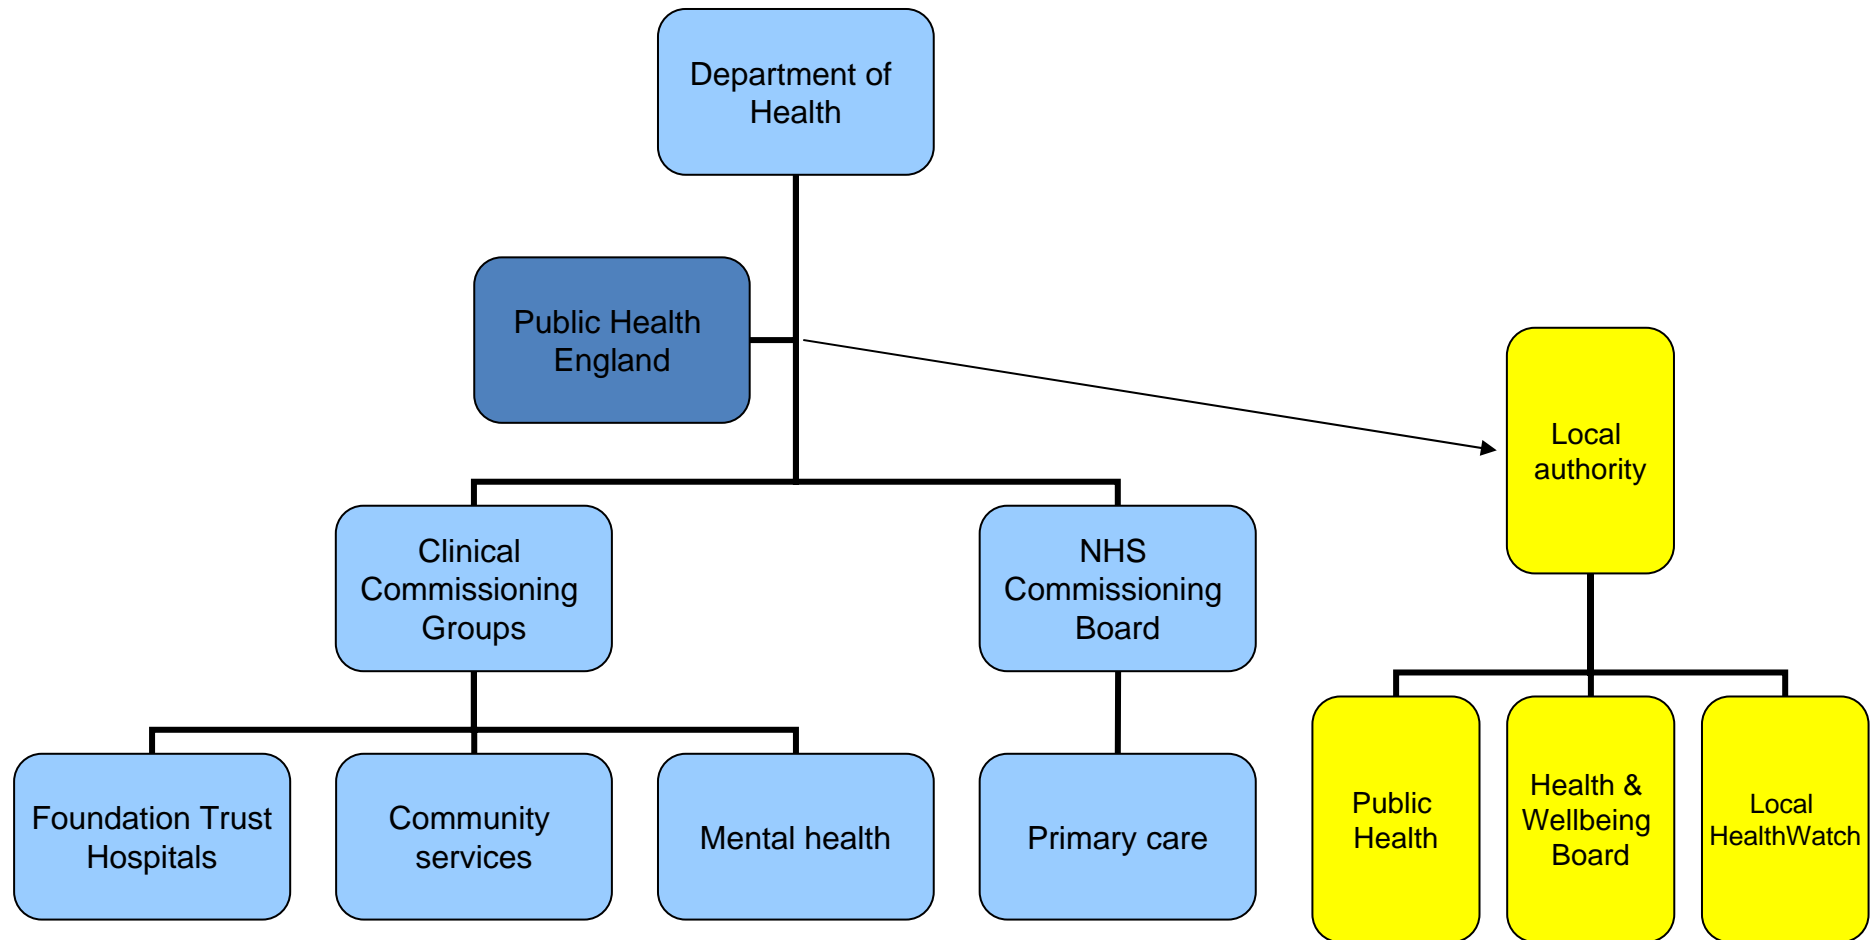 Department of
Health
Public Health
England
Local
authority
Clinical
Commissioning
Groups
NHS
Commissioning
Board
Foundation Trust
Hospitals
Community
services
Mental health
Primary care
Public
Health
Health &
Wellbeing
Board
Local
HealthWatch